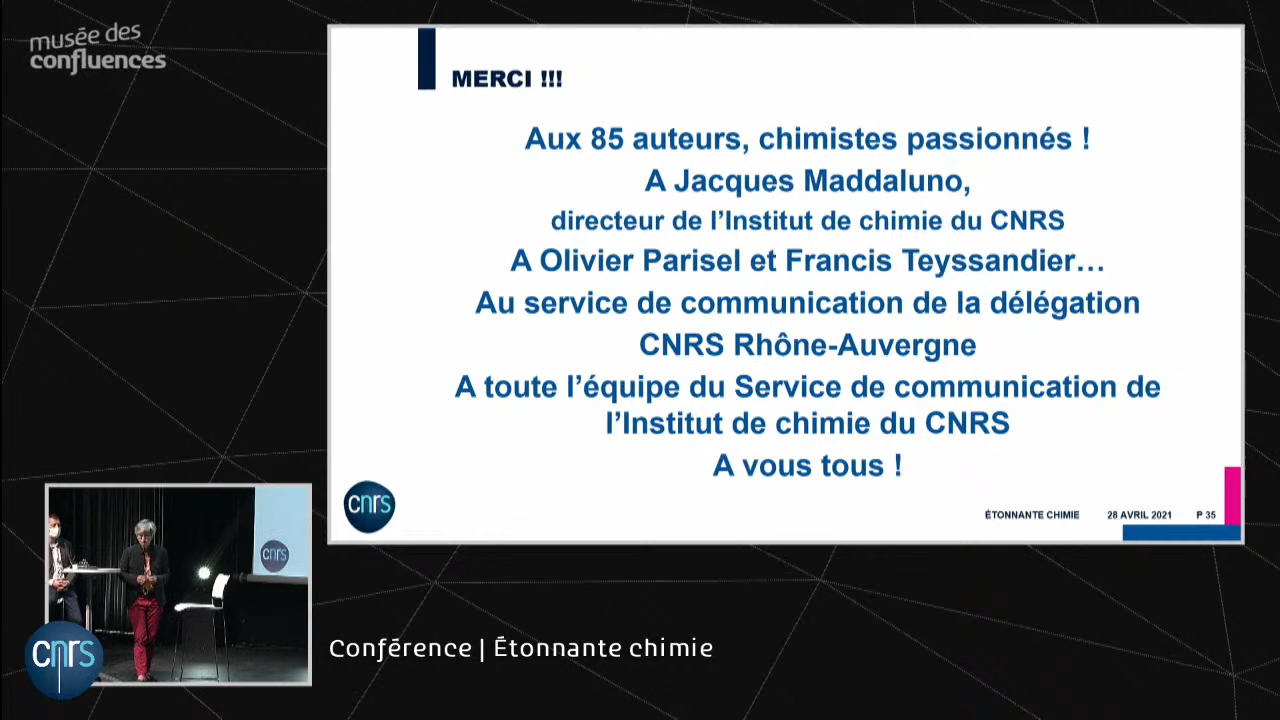 musée des
confluences
MERCI !!!
Aux 85 auteurs, chimistes passionnés !
A Jacques Maddaluno,
directeur de l’Institut de chimie du CNRS
A Olivier Parisel et Francis Teyssandier…
Au service de communication de la délégation
CNRS Rhône-Auvergne
A toute l’équipe du Service de communication de
l’Institut de chimie du CNRS
A vous tous !
cnrs
ÉTONNANTE CHIMIE 28 AVRIL 2021 P 35
cnrs
cnrs
Conférence | Étonnante chimie